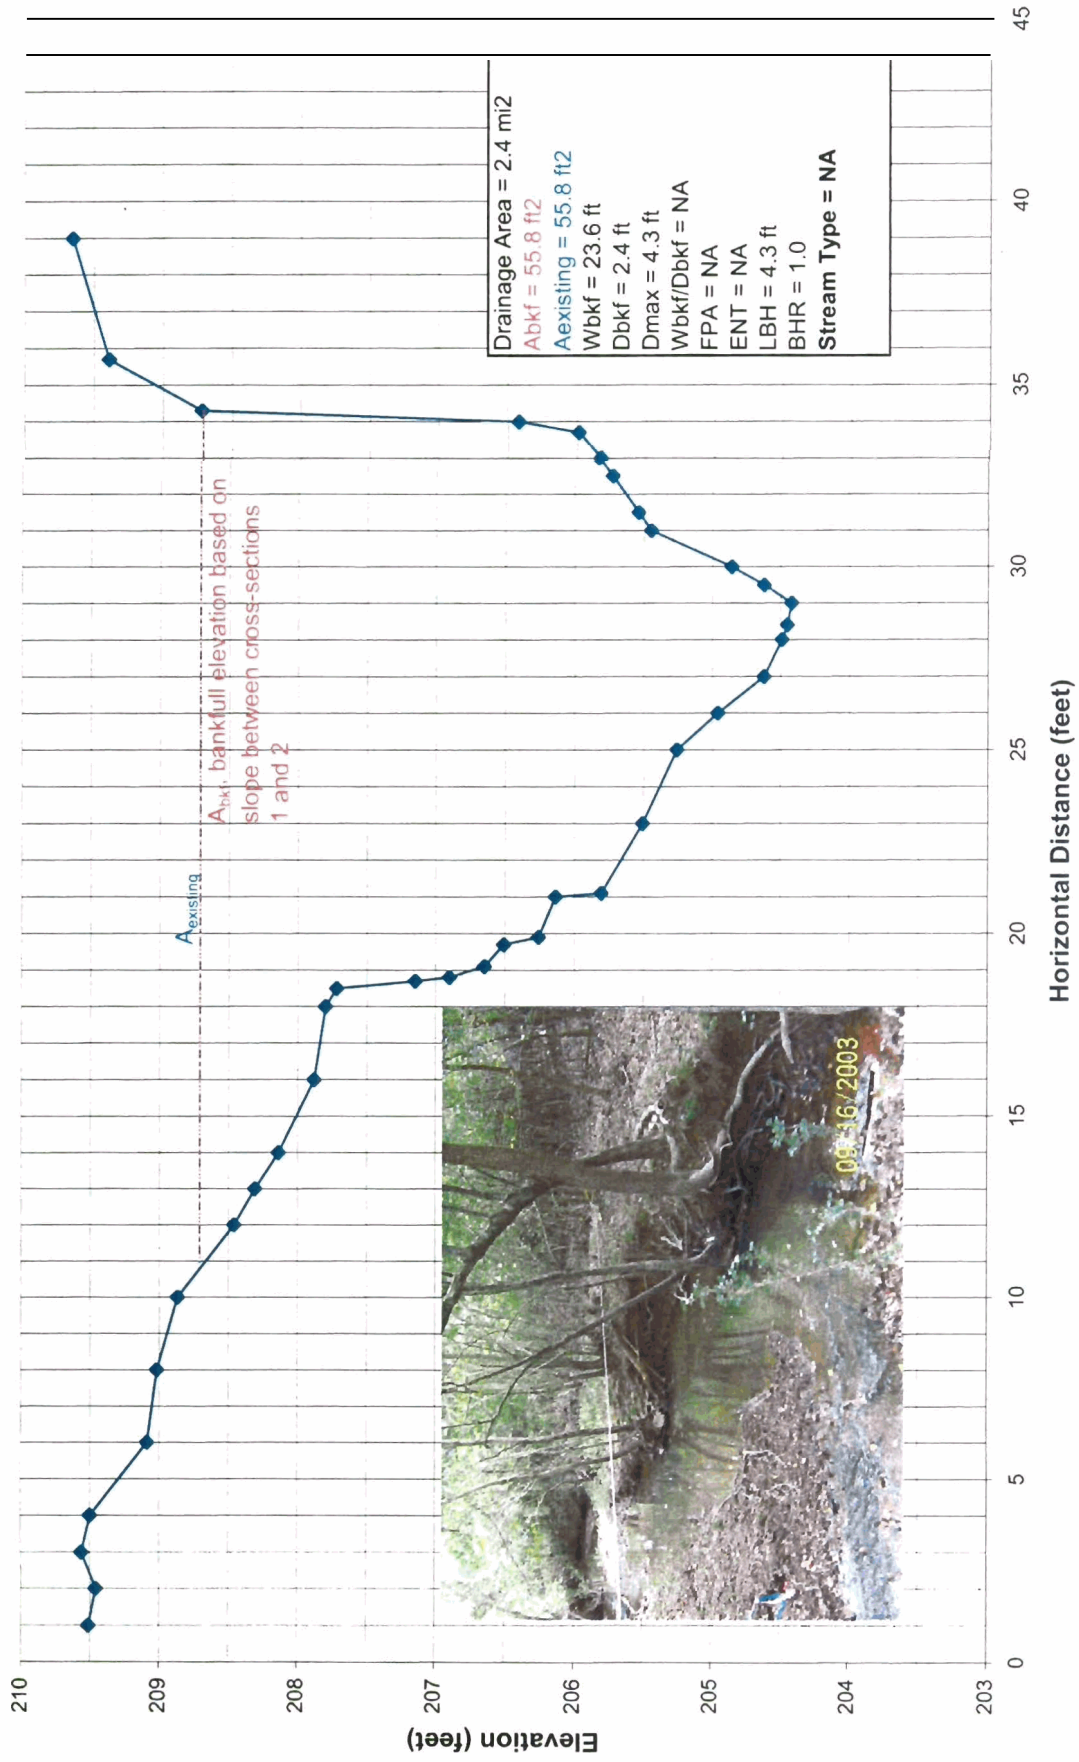 210
209
208
207
206
205
204
203
Elevation (feet)
0
5
10
15
20
25
30
35
40
45
Horizontal Distance (feet)
Aexisting
Abkf, bankfull elevation based on
slope between cross-sections
1 and 2
Drainage Area = 2.4 mi2
Abkf = 55.8 ft2
Aexisting = 55.8 ft2
Wbkf = 23.6 ft
Dbkf = 2.4 ft
Dmax = 4.3 ft
Wbkf/Dbkf = NA
FPA = NA
ENT = NA
LBH = 4.3 ft
BHR = 1.0
Stream Type = NA
09/16/2003